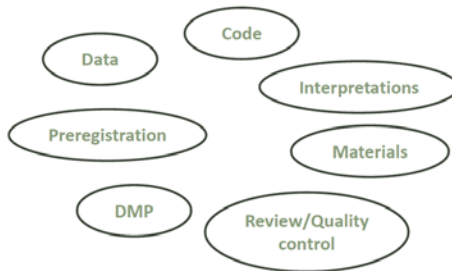 Code
Data
Interpretations
Preregistration
Materials
DMP
Review/Quality
control